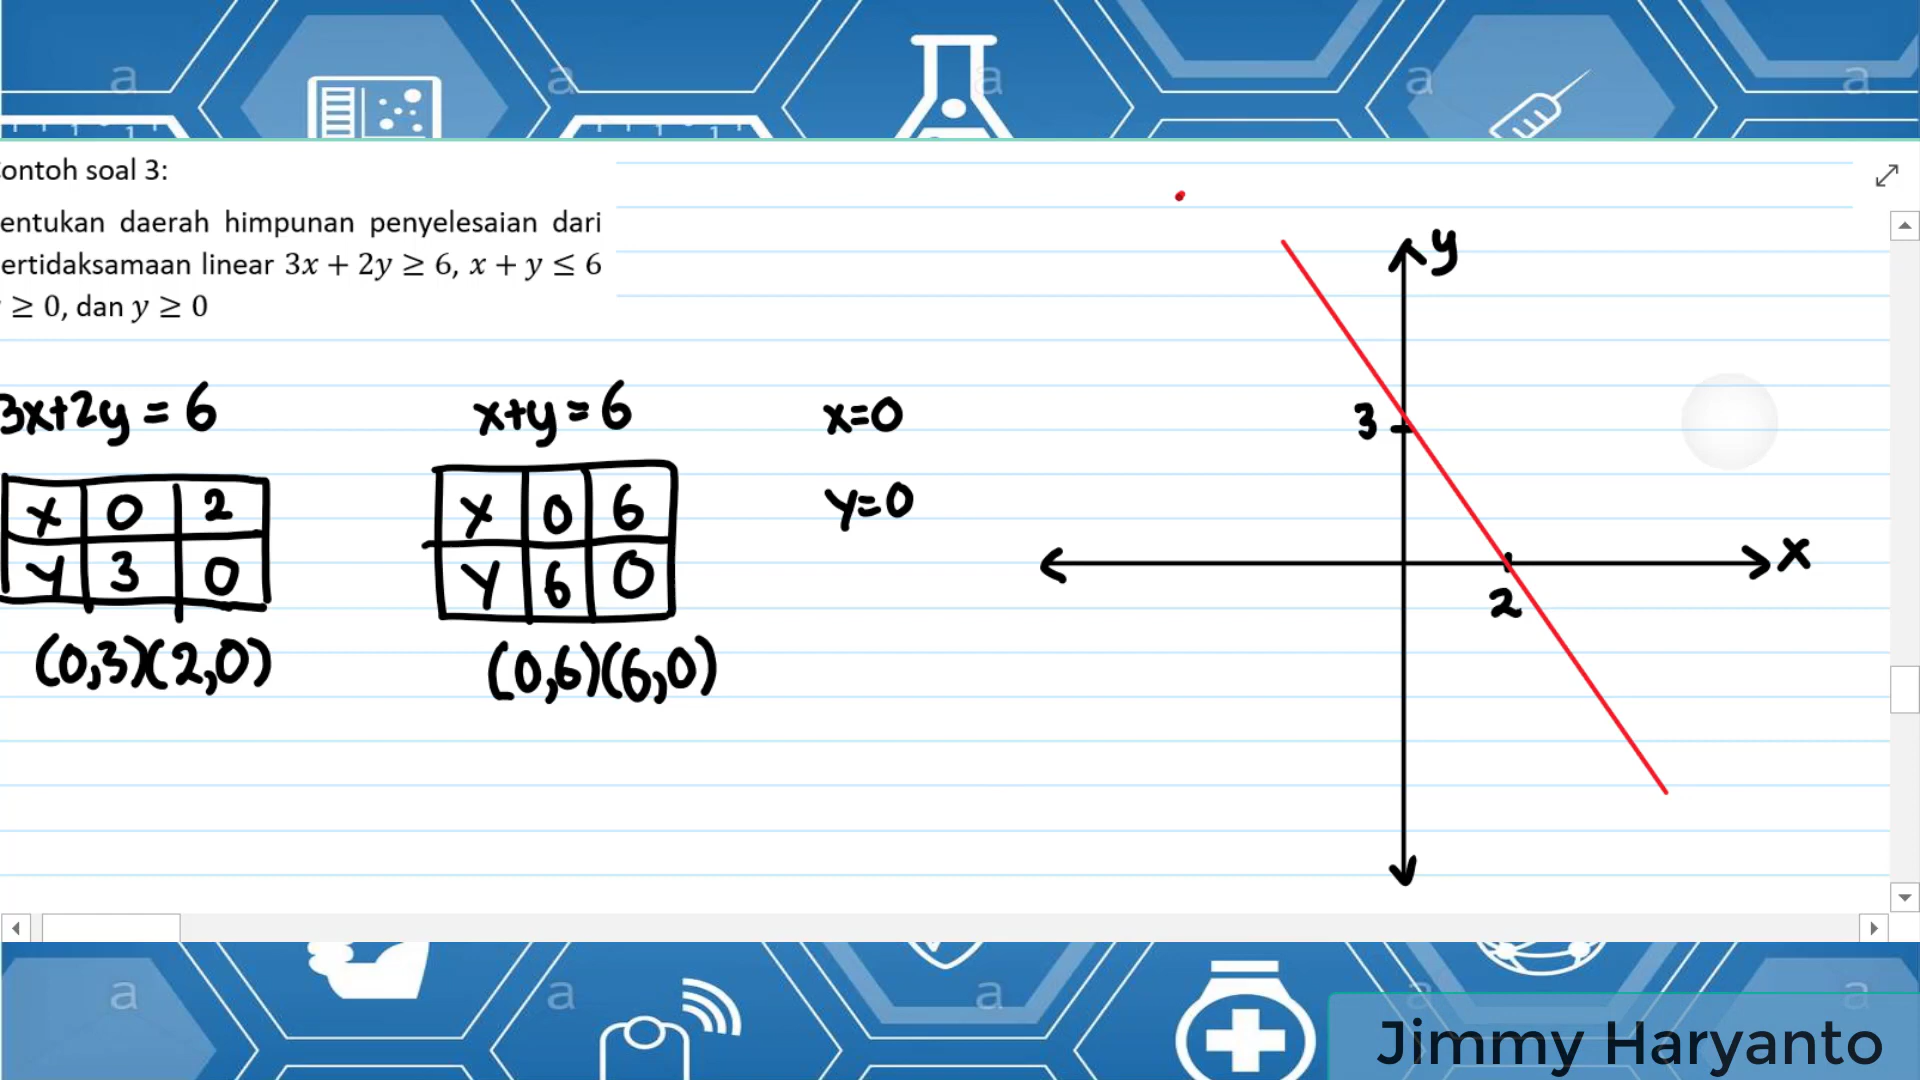 ontoh soal 3:
entukan daerah himpunan penyelesaian dari
ertidaksamaan linear 3x + 2y ≥ 6, x + y ≤ 6
≥ 0, dan y ≥ 0
3x+2y = 6
x | 0 | 2
y | 3 | 0
(0,3)(2,0)
x+y = 6
x | 0 | 6
y | 6 | 0
(0,6)(6,0)
x=0
y=0
y
3
x
2
a a a a a
a a a a a
Jimmy Haryanto